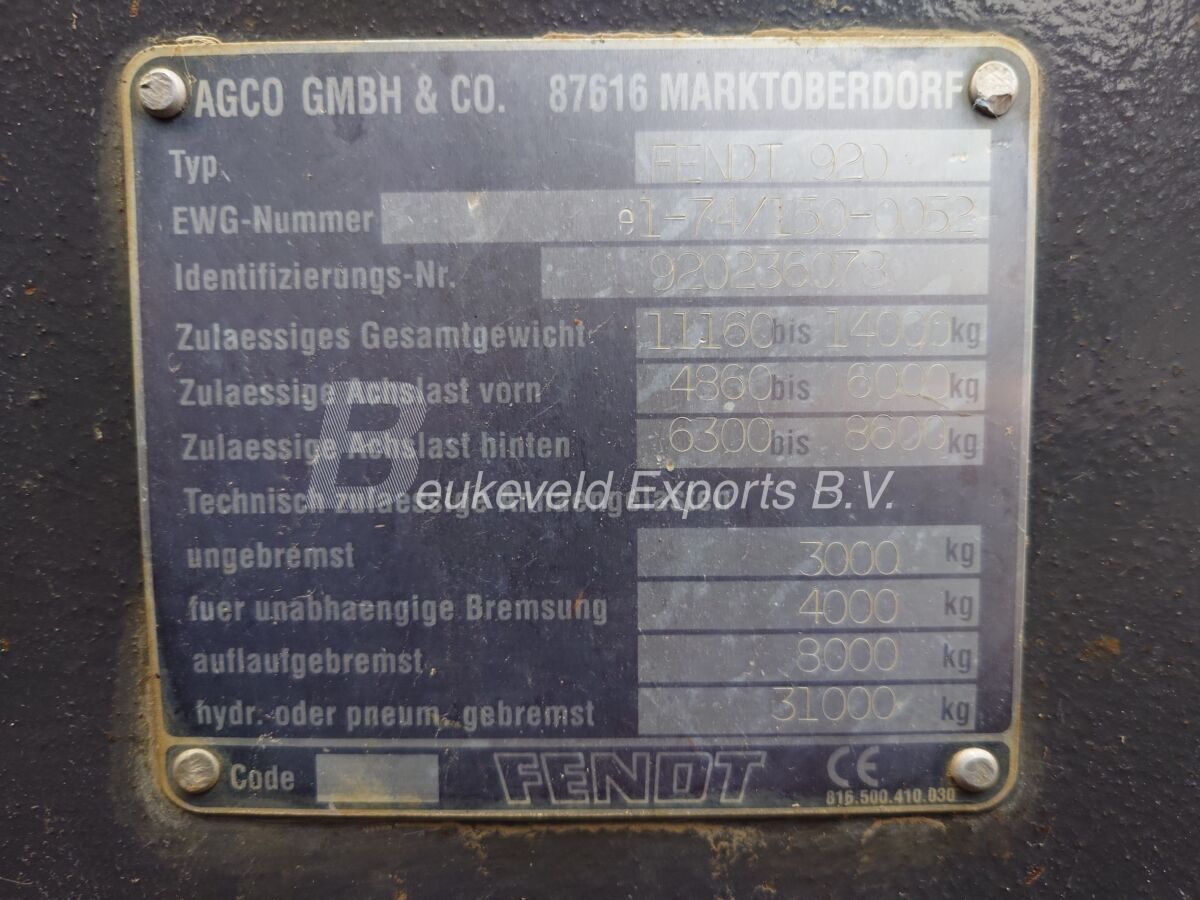 AGCO GMBH & CO. 87616 MARKTOBERDORF
Typ FENDT 920
EWG-Nummer e1-74/150-0052
Identifizierungs-Nr. 920236078
Zulaessiges Gesamtgewicht 11160 bis 14000 kg
Zulaessige Achslast vorn 4860 bis 6000 kg
Zulaessige Achslast hinten 6300 bis 8600 kg
Technisch zulaessige
Beukeveld Exports B.V.
ungebremst 3000 kg
fuer unabhaengige Bremsung 4000 kg
auflaufgebremst 8000 kg
hydr. oder pneum. gebremst 31000 kg
Code FENDT CE
816.500.410.030